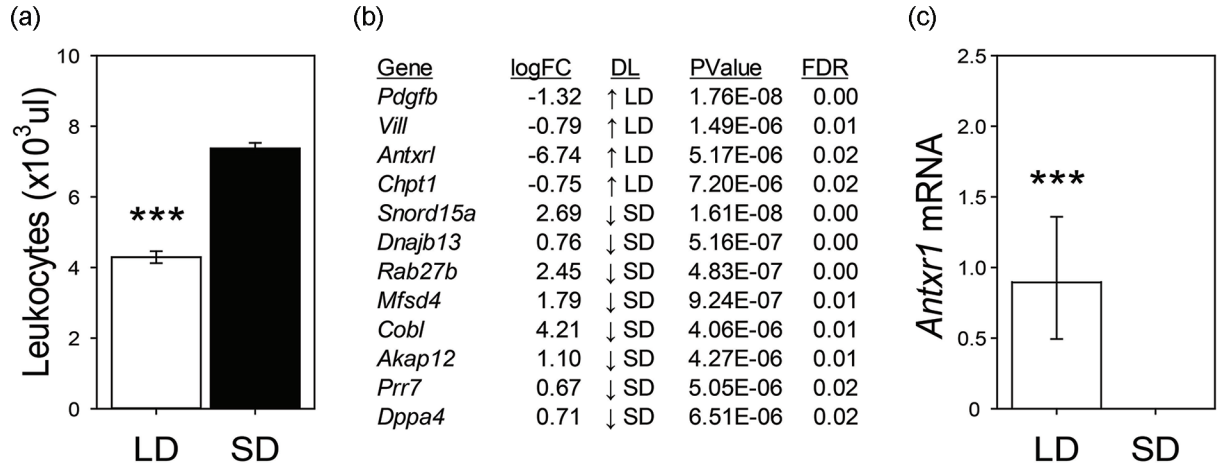 (a)
Leukocytes (x10³ul)
10
8
6
4
2
0
***
LD SD
(b)
Gene logFC DL PValue FDR
Pdgfb -1.32 ↑ LD 1.76E-08 0.00
Vill -0.79 ↑ LD 1.49E-06 0.01
Antxrl -6.74 ↑ LD 5.17E-06 0.02
Chpt1 -0.75 ↑ LD 7.20E-06 0.02
Snord15a 2.69 ↓ SD 1.61E-08 0.00
Dnajb13 0.76 ↓ SD 5.16E-07 0.00
Rab27b 2.45 ↓ SD 4.83E-07 0.00
Mfsd4 1.79 ↓ SD 9.24E-07 0.01
Cobl 4.21 ↓ SD 4.06E-06 0.01
Akap12 1.10 ↓ SD 4.27E-06 0.01
Prr7 0.67 ↓ SD 5.05E-06 0.02
Dppa4 0.71 ↓ SD 6.51E-06 0.02
(c)
Antxr1 mRNA
2.5
2.0
1.5
1.0
0.5
0
***
LD SD